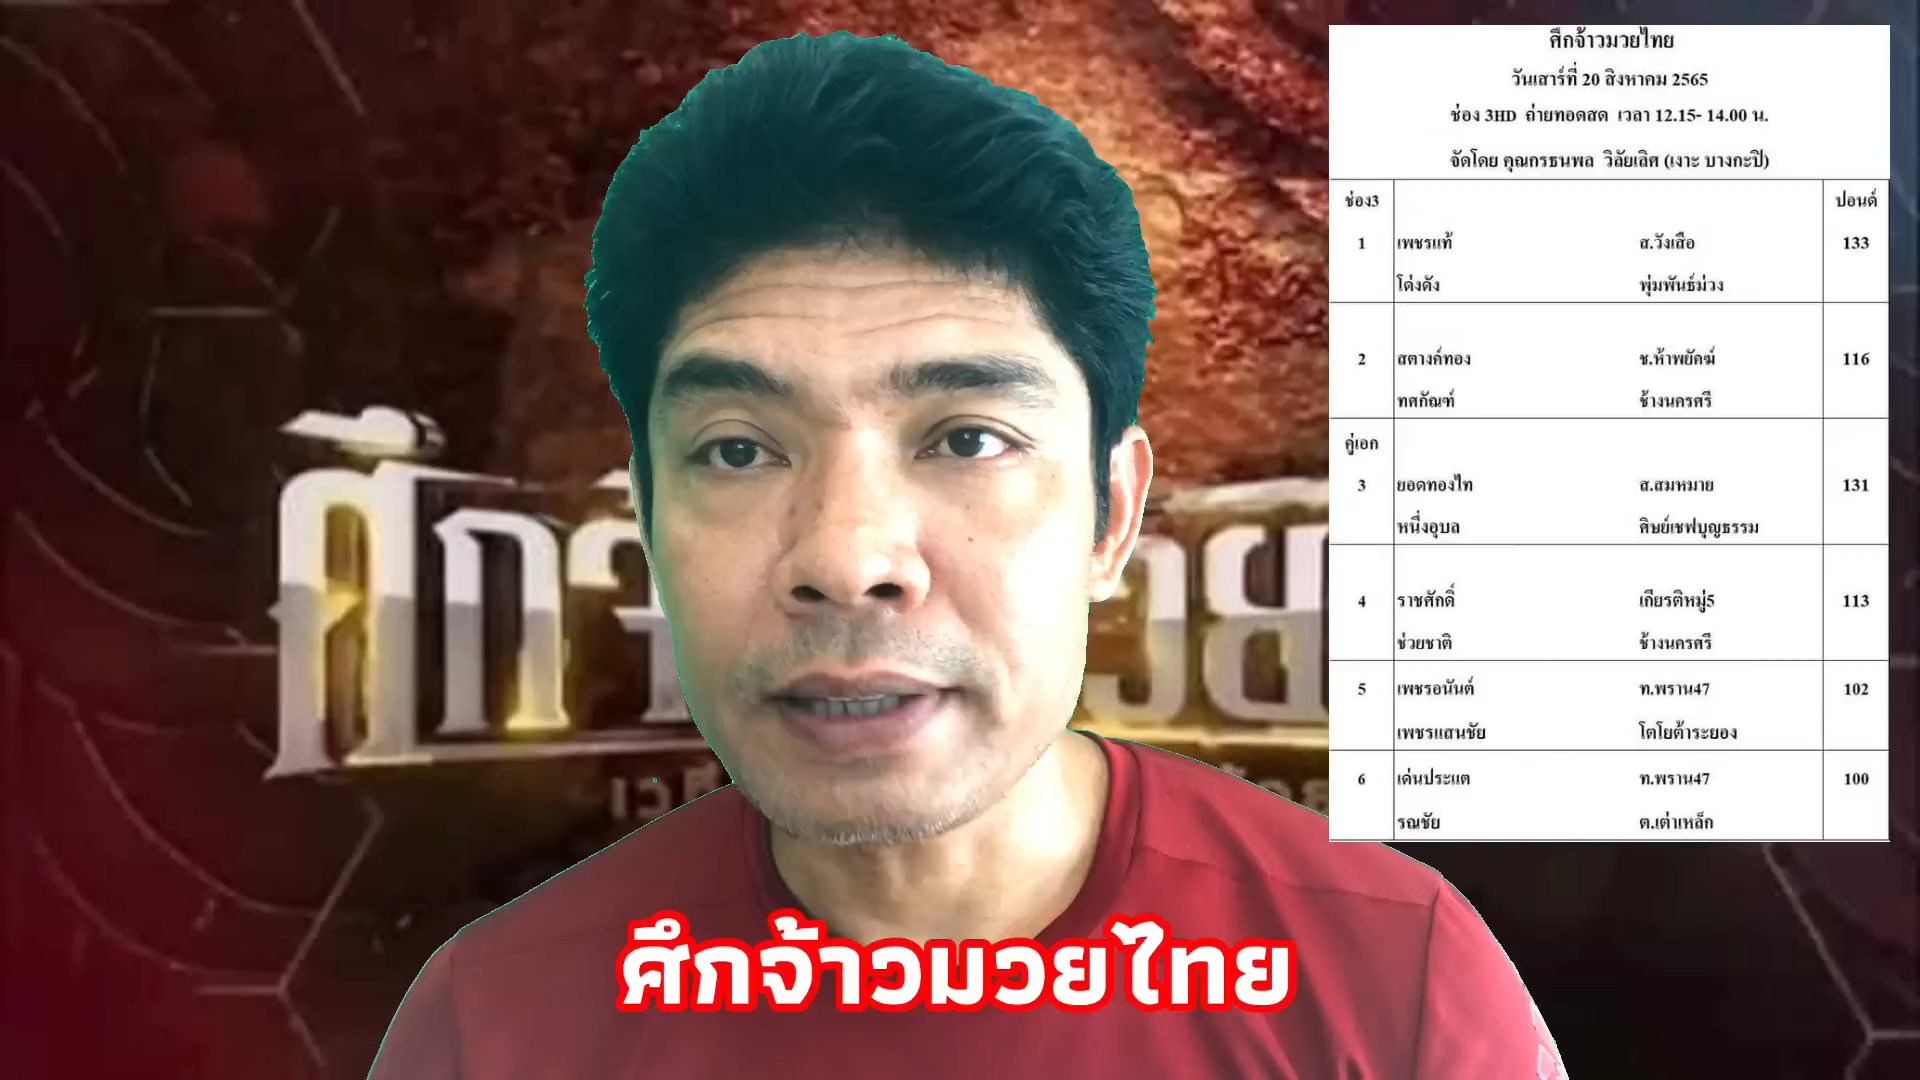 ศึกจ้าวมวยไทย
วันเสาร์ที่ 20 สิงหาคม 2565
ช่อง 3HD ถ่ายทอดสด เวลา 12.15- 14.00 น.
จัดโดย คุณกรธนพล วิลัยเลิศ (เงาะ บางกะปิ)
ช่อง3 ปอนด์
1 เพชรแท้ ส.วังเสือ 133
โด่งดัง พุ่มพันธ์ม่วง
2 สตางค์ทอง ช.ห้าพยัคฆ์ 116
ทศกัณฑ์ ช้างนครศรี
คู่เอก
3 ยอดทองไท ส.สมหมาย 131
หนึ่งอุบล ศิษย์เชฟบุญธรรม
4 ราชศักดิ์ เกียรติหมู่5 113
ช่วยชาติ ช้างนครศรี
5 เพชรอนันต์ ท.พราน47 102
เพชรแสนชัย โตโยต้าระยอง
6 เด่นประแต ท.พราน47 100
รณชัย ต.เต่าเหล็ก
ศึกจ้าวมวยไทย